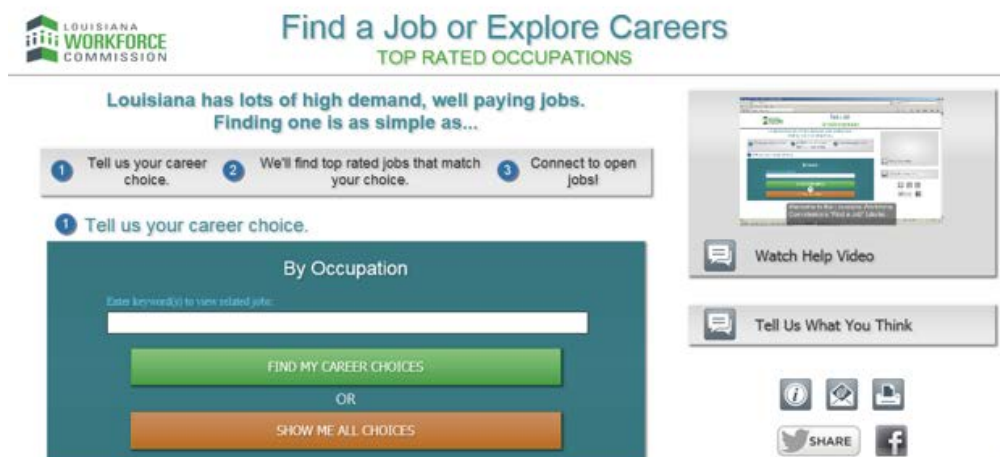 LOUISIANA
WORKFORCE
COMMISSION
Find a Job or Explore Careers
TOP RATED OCCUPATIONS
Louisiana has lots of high demand, well paying jobs.
Finding one is as simple as...
1 Tell us your career
choice.
2 We'll find top rated jobs that match
your choice.
3 Connect to open
jobs!
1 Tell us your career choice.
By Occupation
Enter keyword(s) to view related jobs:
FIND MY CAREER CHOICES
OR
SHOW ME ALL CHOICES
Watch Help Video
Tell Us What You Think
SHARE